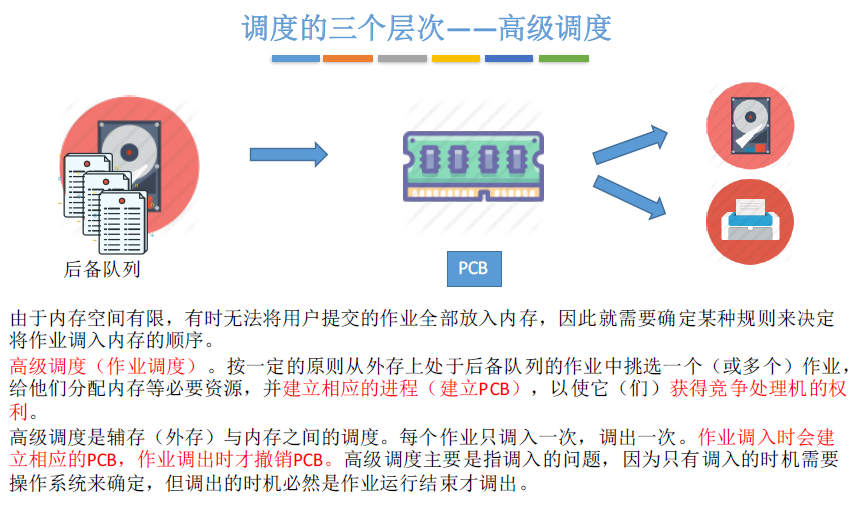 调度的三个层次——高级调度
后备队列
PCB
由于内存空间有限，有时无法将用户提交的作业全部放入内存，因此就需要确定某种规则来决定
将作业调入内存的顺序。
高级调度（作业调度）。按一定的原则从外存上处于后备队列的作业中挑选一个（或多个）作业，
给他们分配内存等必要资源，并建立相应的进程（建立PCB），以使它（们）获得竞争处理机的权
利。
高级调度是辅存（外存）与内存之间的调度。每个作业只调入一次，调出一次。作业调入时会建
立相应的PCB，作业调出时才撤销PCB。高级调度主要是指调入的问题，因为只有调入的时机需要
操作系统来确定，但调出的时机必然是作业运行结束才调出。